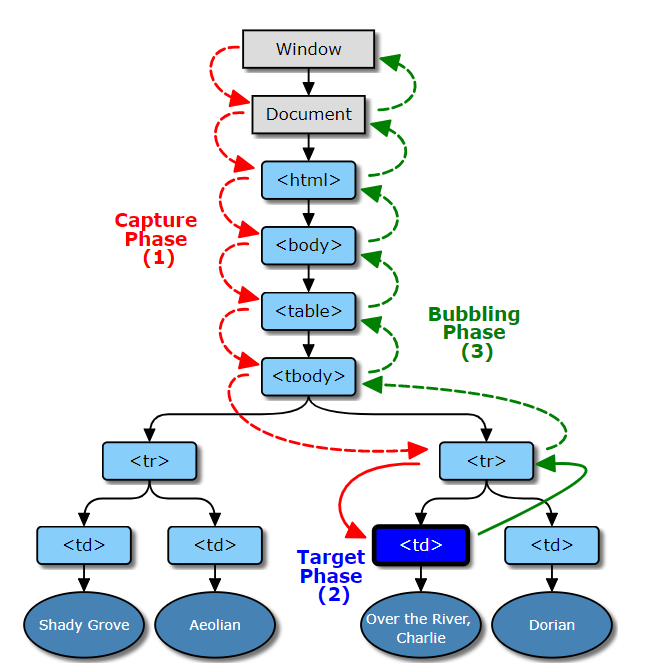 Window
Document
<html>
Capture
Phase
(1)
<body>
<table>
Bubbling
Phase
(3)
<tbody>
<tr>
<tr>
<td>
<td>
<td>
<td>
Target
Phase
(2)
Shady Grove
Aeolian
Over the River,
Charlie
Dorian